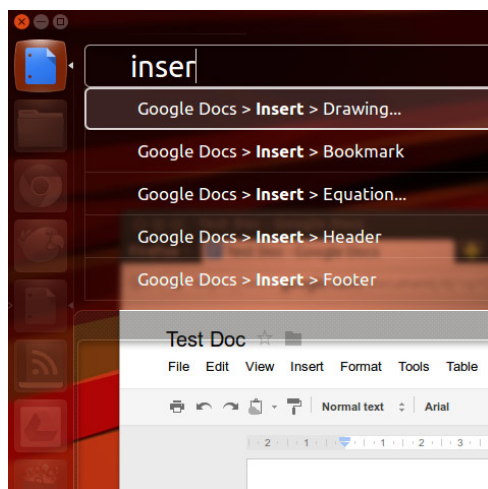 inser
Google Docs > Insert > Drawing...
Google Docs > Insert > Bookmark
Google Docs > Insert > Equation...
Google Docs > Insert > Header
Google Docs > Insert > Footer
Test Doc
File Edit View Insert Format Tools Table
Normal text Arial
2 1 1 2 3